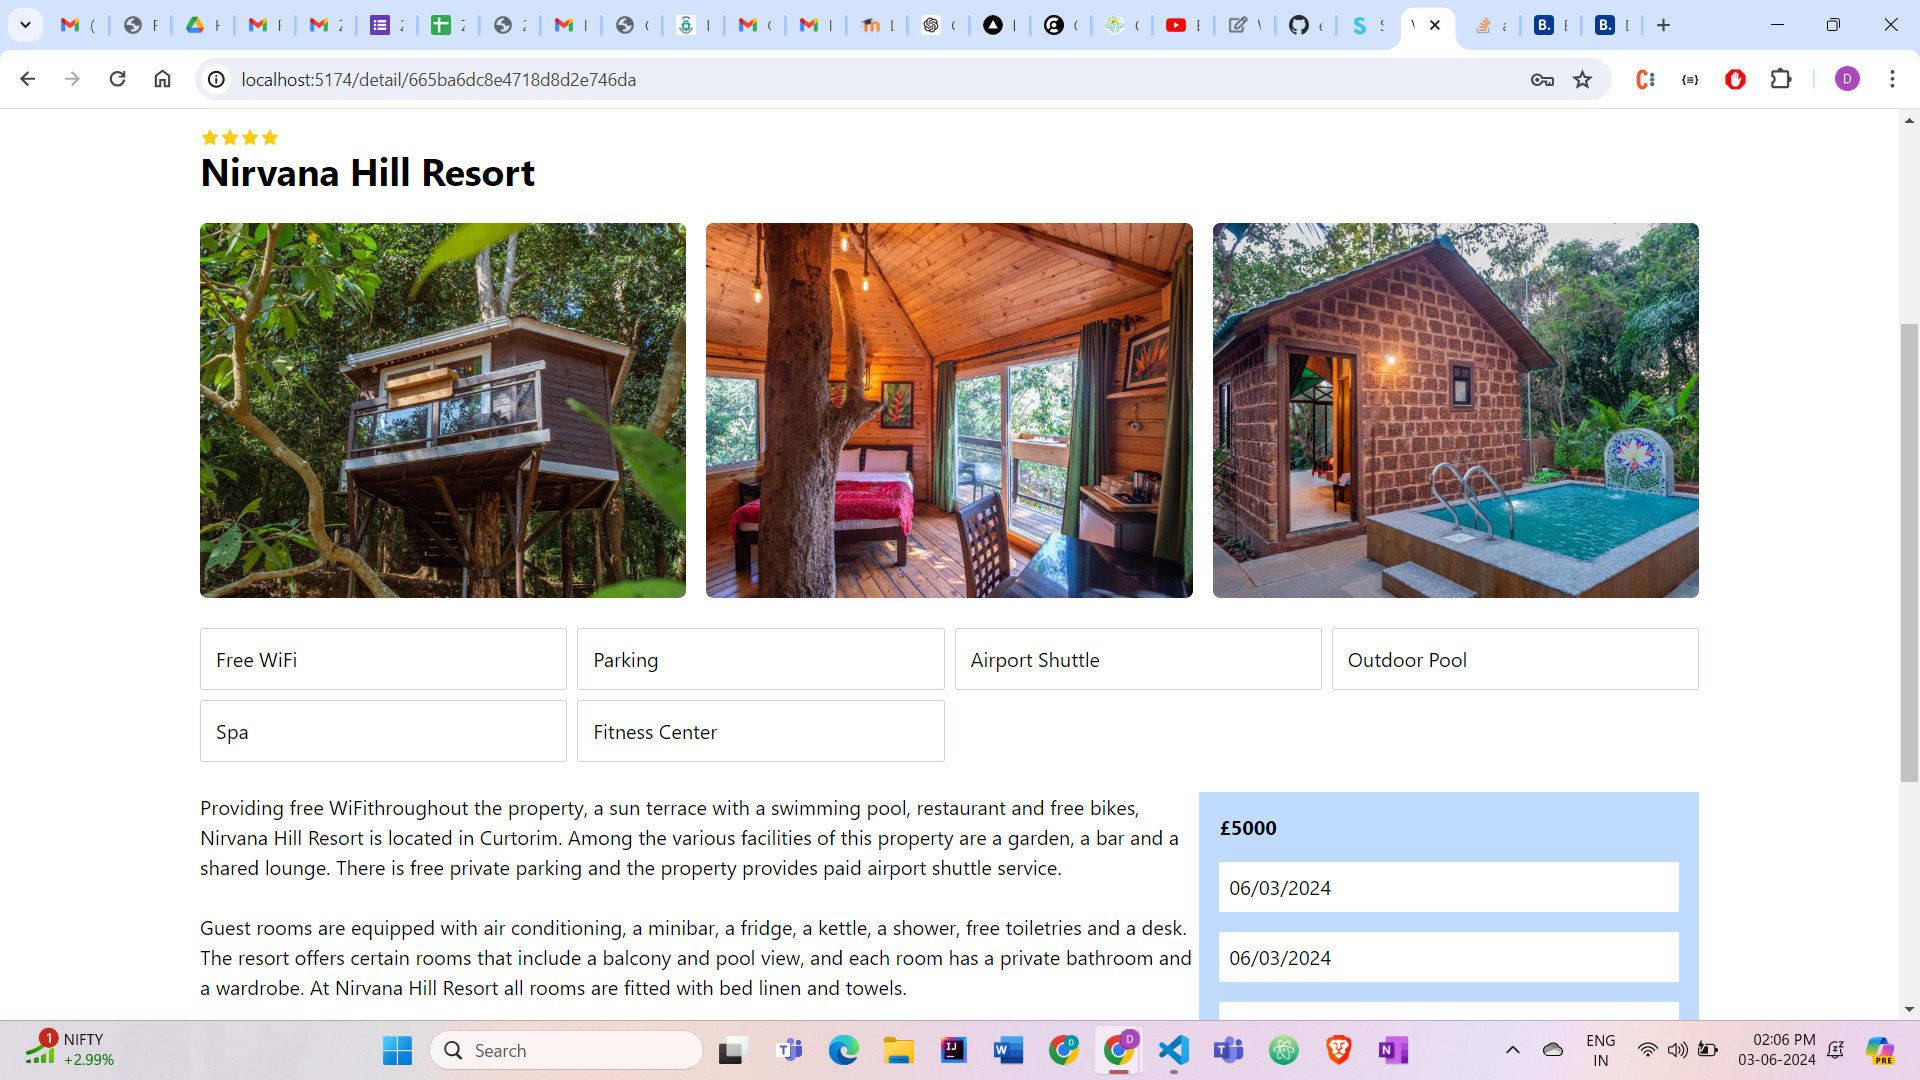 localhost:5174/detail/665ba6dc8e4718d8d2e746da
D
Nirvana Hill Resort
Free WiFi
Parking
Airport Shuttle
Outdoor Pool
Spa
Fitness Center
Providing free WiFithroughout the property, a sun terrace with a swimming pool, restaurant and free bikes,
Nirvana Hill Resort is located in Curtorim. Among the various facilities of this property are a garden, a bar and a
shared lounge. There is free private parking and the property provides paid airport shuttle service.
Guest rooms are equipped with air conditioning, a minibar, a fridge, a kettle, a shower, free toiletries and a desk.
The resort offers certain rooms that include a balcony and pool view, and each room has a private bathroom and
a wardrobe. At Nirvana Hill Resort all rooms are fitted with bed linen and towels.
£5000
06/03/2024
06/03/2024
1
NIFTY
+2.99%
Search
ENG
IN
02:06 PM
03-06-2024
PRE